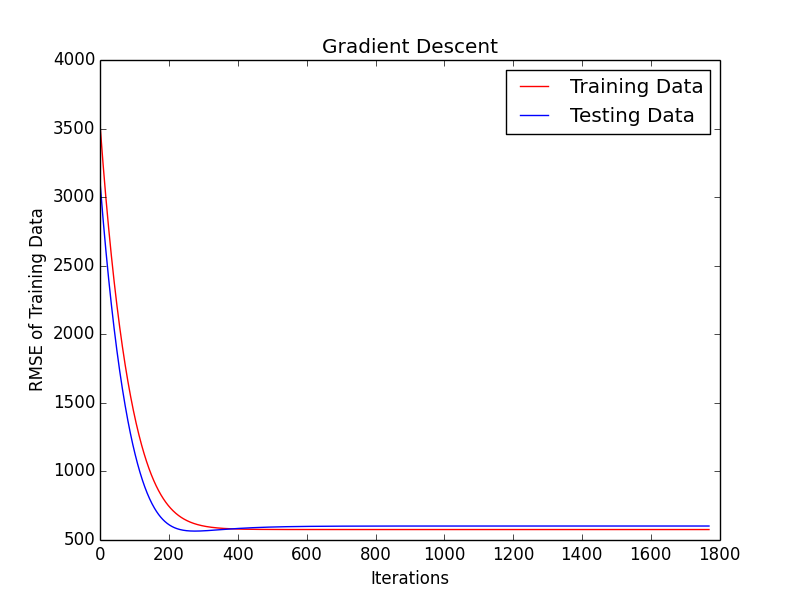 Gradient Descent
4000
3500
3000
2500
2000
1500
1000
500
RMSE of Training Data
Training Data
Testing Data
0 200 400 600 800 1000 1200 1400 1600 1800
Iterations